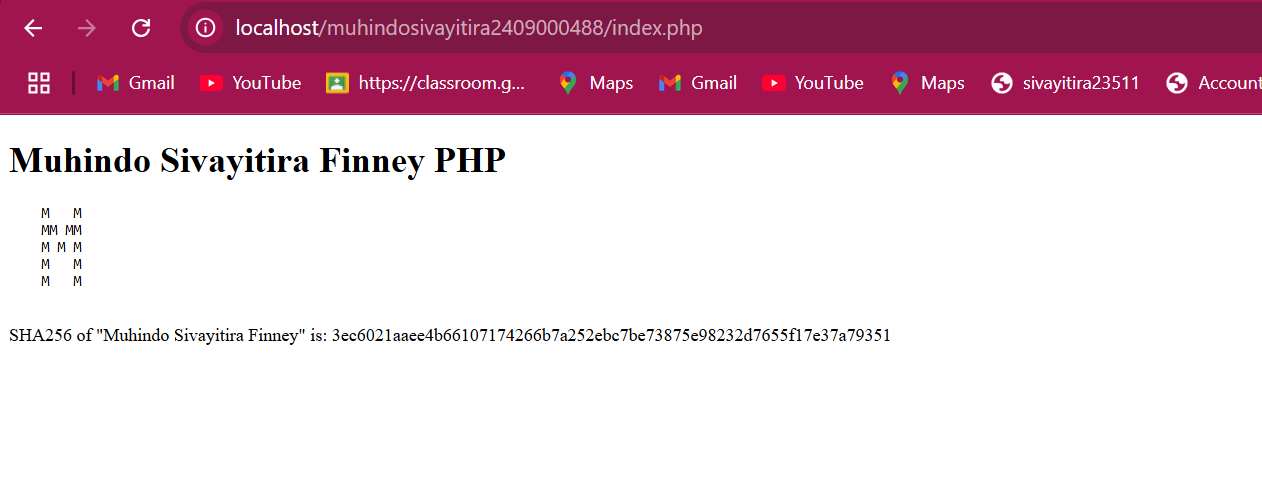 localhost/muhindosivayitira2409000488/index.php
Gmail YouTube https://classroom.g... Maps Gmail YouTube Maps sivayitira23511 Account
Muhindo Sivayitira Finney PHP
M   M
MM MM
M M M
M   M
M   M
SHA256 of "Muhindo Sivayitira Finney" is: 3ec6021aaee4b66107174266b7a252ebc7be73875e98232d7655f17e37a79351